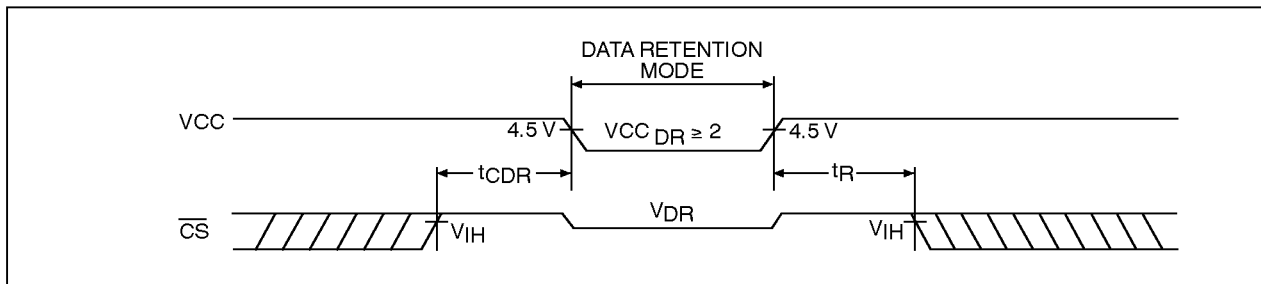 DATA RETENTION
MODE
VCC
4.5 V
VCC DR ≥ 2
4.5 V
tCDR
tR
CS
VIH
VDR
VIH